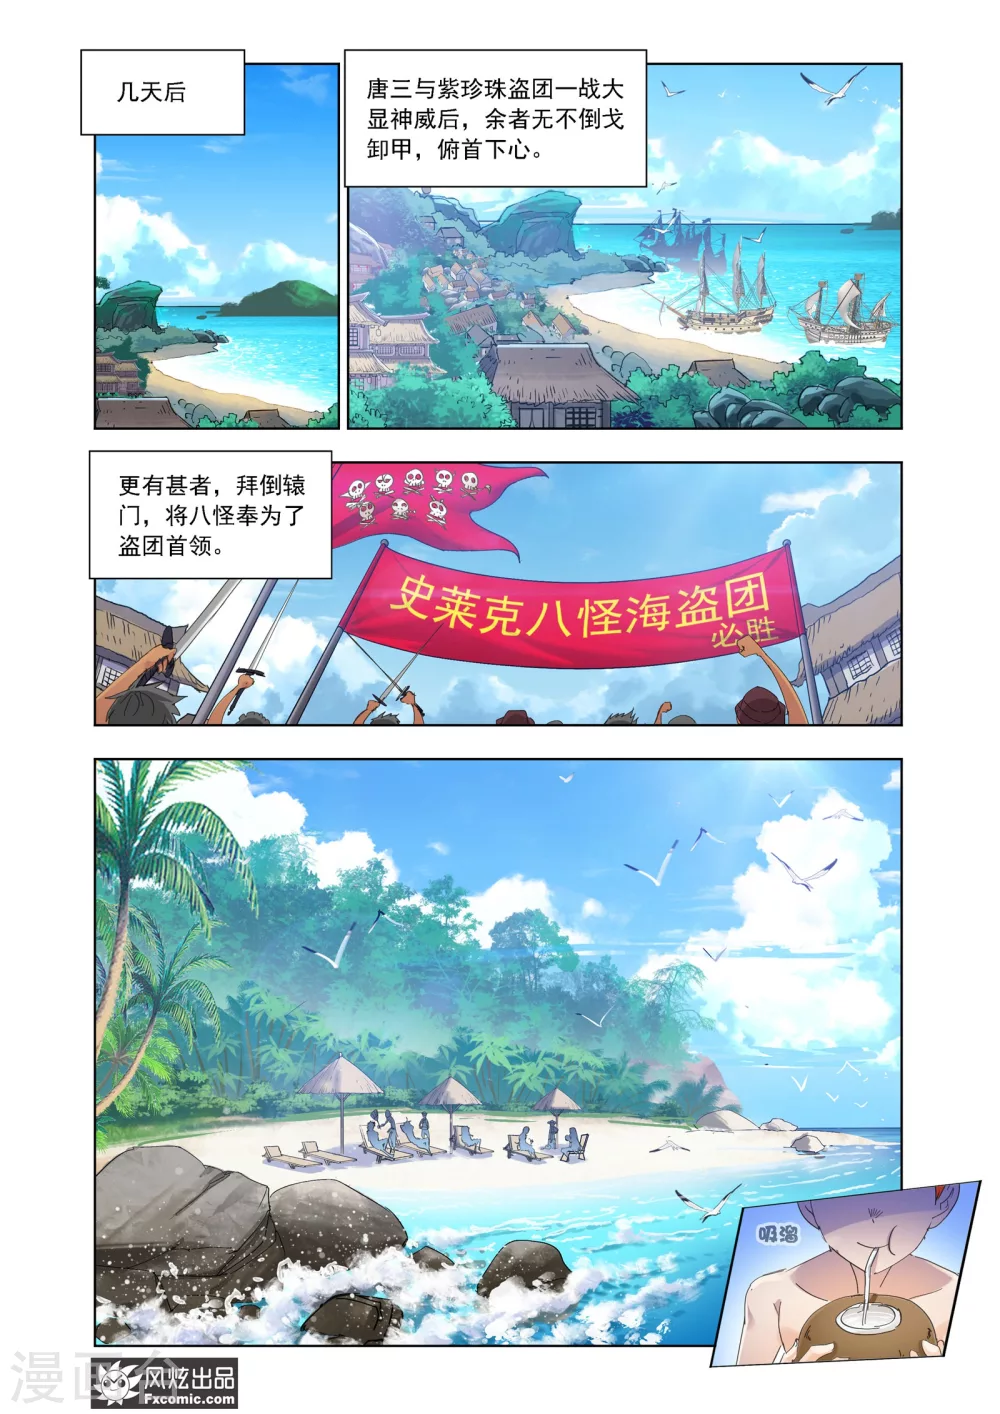 几天后
唐三与紫珍珠盗团一战大
显神威后，余者无不倒戈
卸甲，俯首下心。
更有甚者，拜倒辕
门，将八怪奉为了
盗团首领。
史莱克八怪海盗团
必胜
吸溜
漫画台
风炫出品
Fxcomic.com